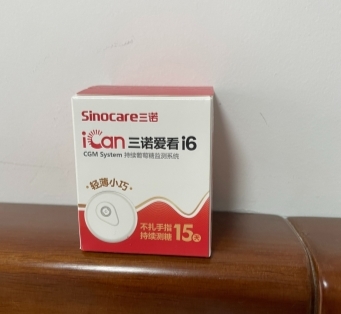 Sinocare三诺
iCan 三诺爱看 i6
CGM System 持续葡萄糖监测系统
轻薄小巧
不扎手指
持续测糖 15天